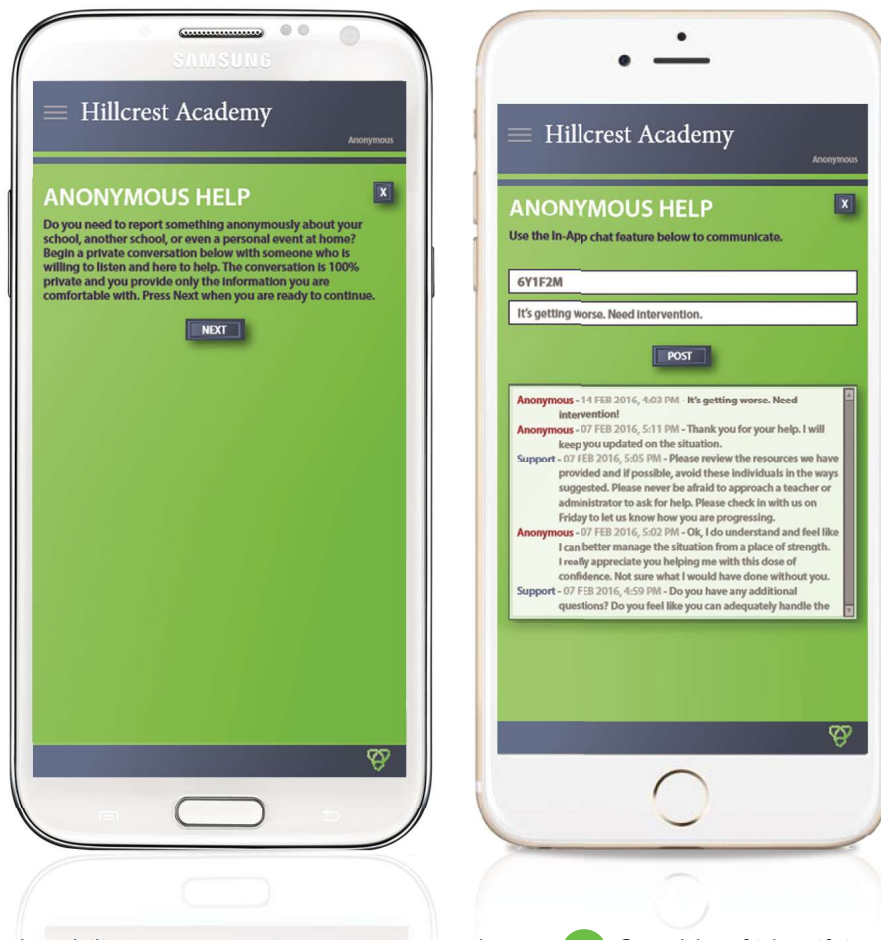 SAMSUNG
Hillcrest Academy
Anonymous
ANONYMOUS HELP
X
Do you need to report something anonymously about your
school, another school, or even a personal event at home?
Begin a private conversation below with someone who is
willing to listen and here to help. The conversation is 100%
private and you provide only the information you are
comfortable with. Press Next when you are ready to continue.
NEXT
Hillcrest Academy
Anonymous
ANONYMOUS HELP
X
Use the In-App chat feature below to communicate.
6Y1F2M
It's getting worse. Need intervention.
POST
Anonymous - 14 FEB 2016, 4:03 PM - It's getting worse. Need
intervention!
Anonymous - 07 FEB 2016, 5:11 PM - Thank you for your help. I will
keep you updated on the situation.
Support - 07 FEB 2016, 5:05 PM - Please review the resources we have
provided and if possible, avoid these individuals in the ways
suggested. Please never be afraid to approach a teacher or
administrator to ask for help. Please check in with us on
Friday to let us know how you are progressing.
Anonymous - 07 FEB 2016, 5:02 PM - Ok, I do understand and feel like
I can better manage the situation from a place of strength.
I really appreciate you helping me with this dose of
confidence. Not sure what I would have done without you.
Support - 07 FEB 2016, 4:59 PM - Do you have any additional
questions? Do you feel like you can adequately handle the